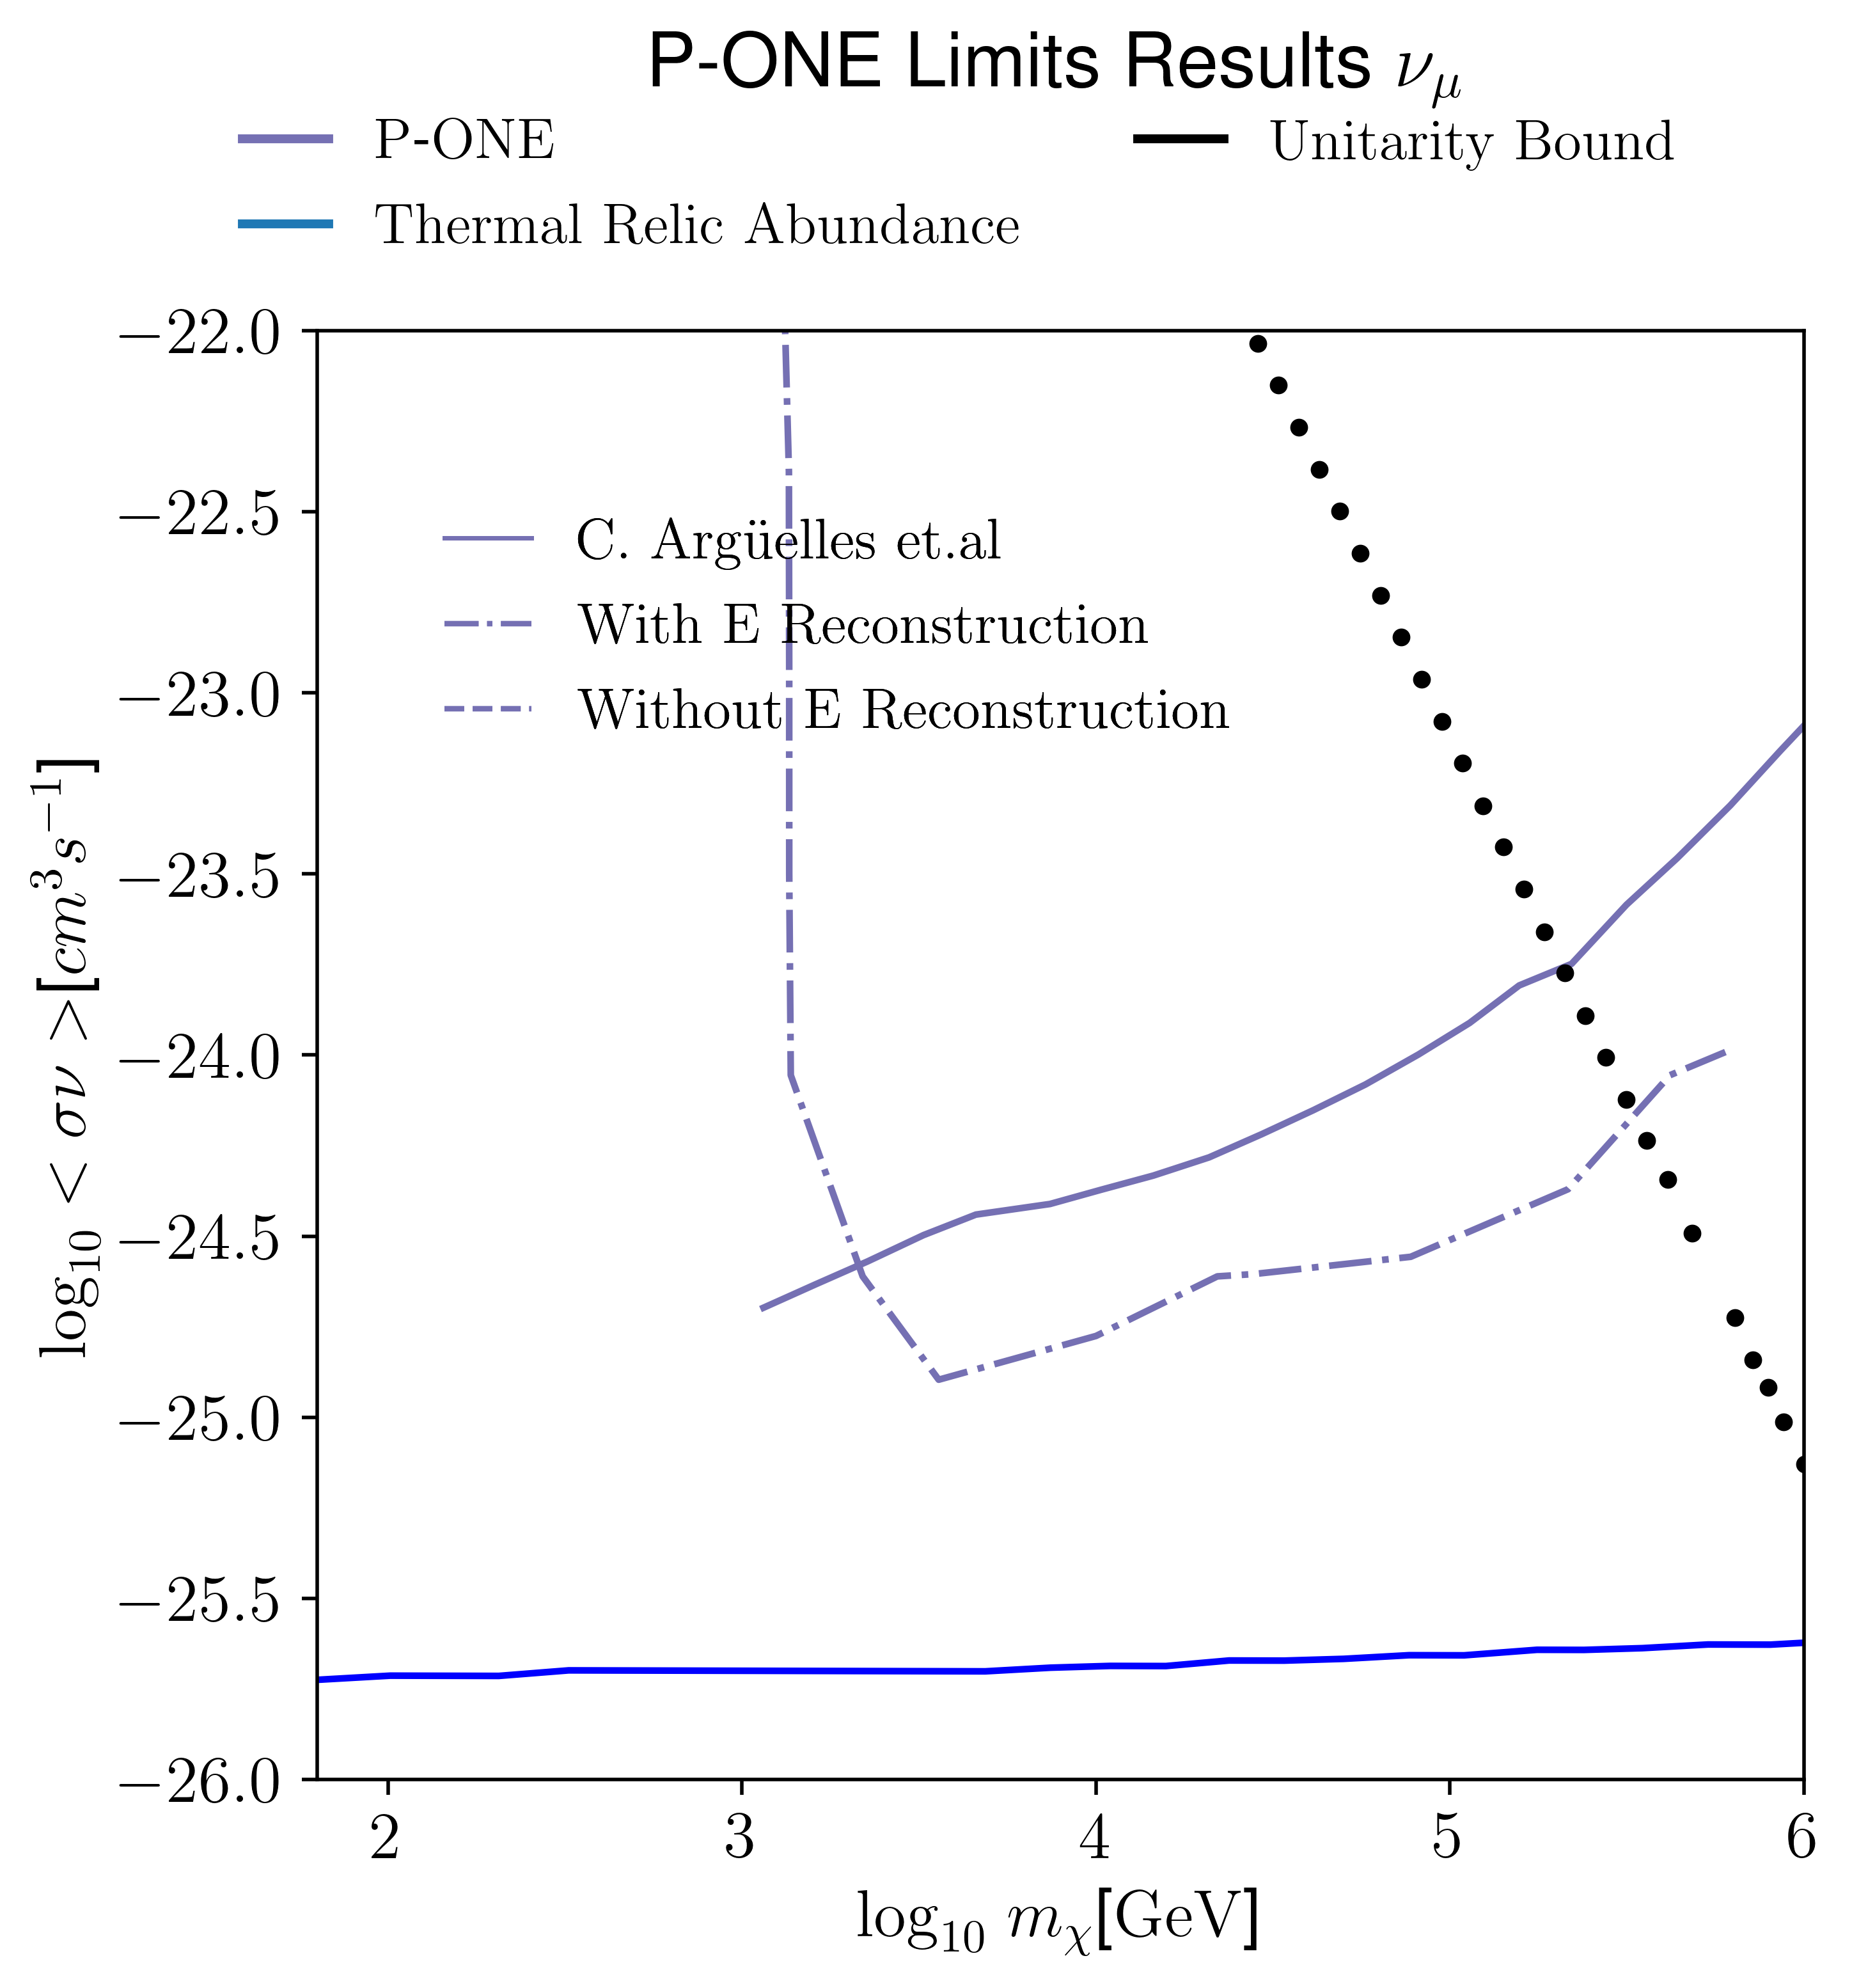 P-ONE Limits Results ν_μ
P-ONE
Unitarity Bound
Thermal Relic Abundance
−22.0
−22.5
C. Argüelles et.al
With E Reconstruction
−23.0
Without E Reconstruction
−23.5
−24.0
−24.5
−25.0
−25.5
−26.0
log₁₀ < σν >[cm³s⁻¹]
2 3 4 5 6
log₁₀ m_χ[GeV]